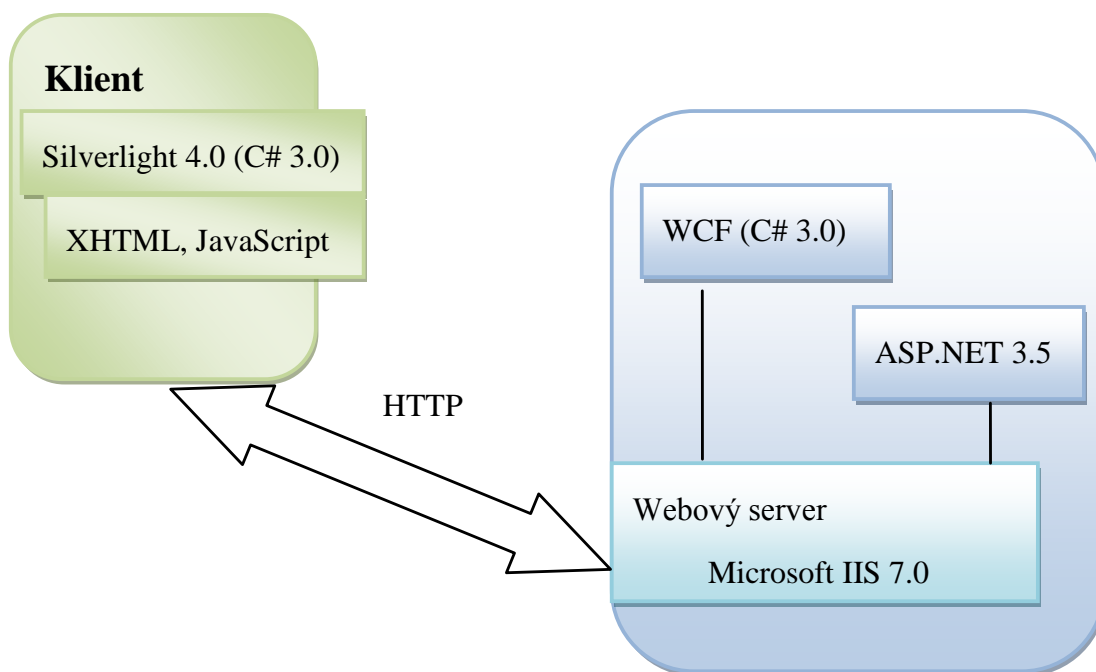 Klient
Silverlight 4.0 (C# 3.0)
XHTML, JavaScript
HTTP
WCF (C# 3.0)
ASP.NET 3.5
Webový server
Microsoft IIS 7.0